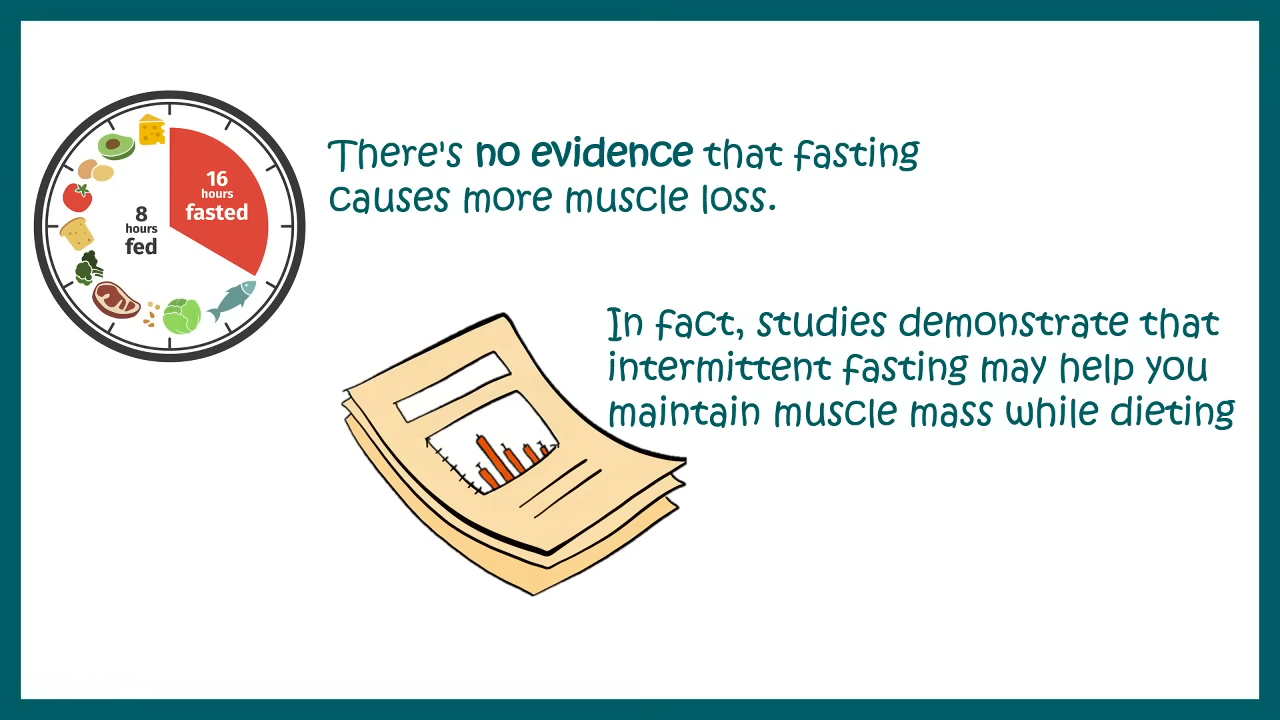 There's no evidence that fasting
causes more muscle loss.
16
hours
fasted
8
hours
fed
In fact, studies demonstrate that
intermittent fasting may help you
maintain muscle mass while dieting